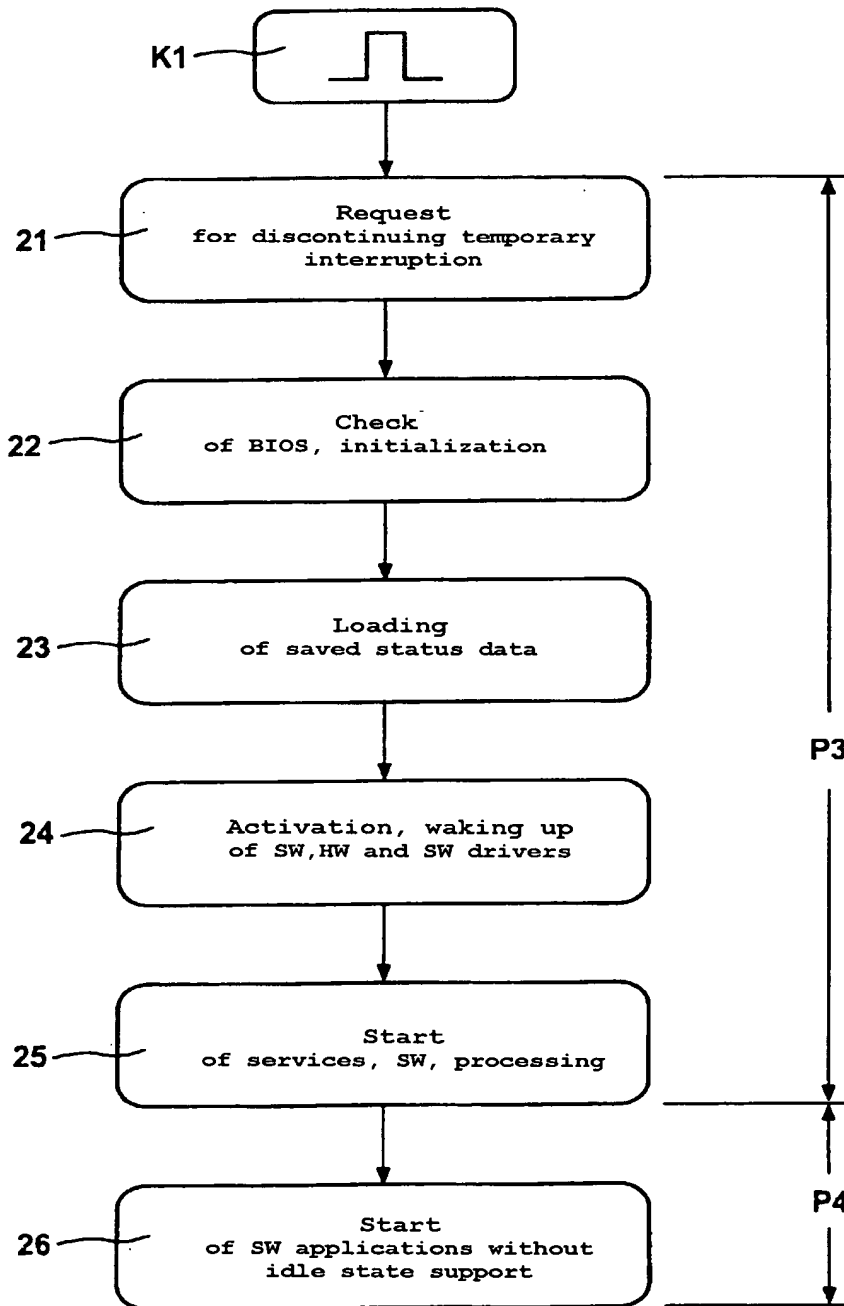 K1
21
Request
for discontinuing temporary
interruption
22
Check
of BIOS, initialization
23
Loading
of saved status data
P3
24
Activation, waking up
of SW,HW and SW drivers
25
Start
of services, SW, processing
P4
26
Start
of SW applications without
idle state support